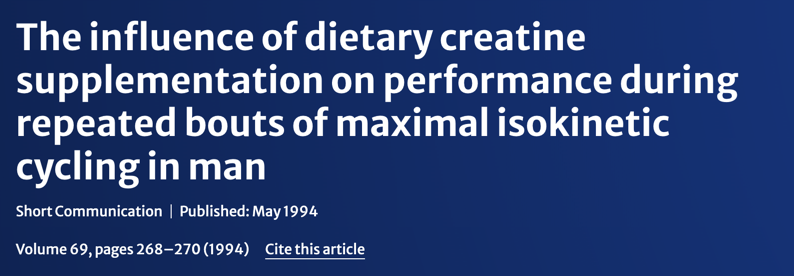 The influence of dietary creatine
supplementation on performance during
repeated bouts of maximal isokinetic
cycling in man
Short Communication | Published: May 1994
Volume 69, pages 268–270 (1994) Cite this article